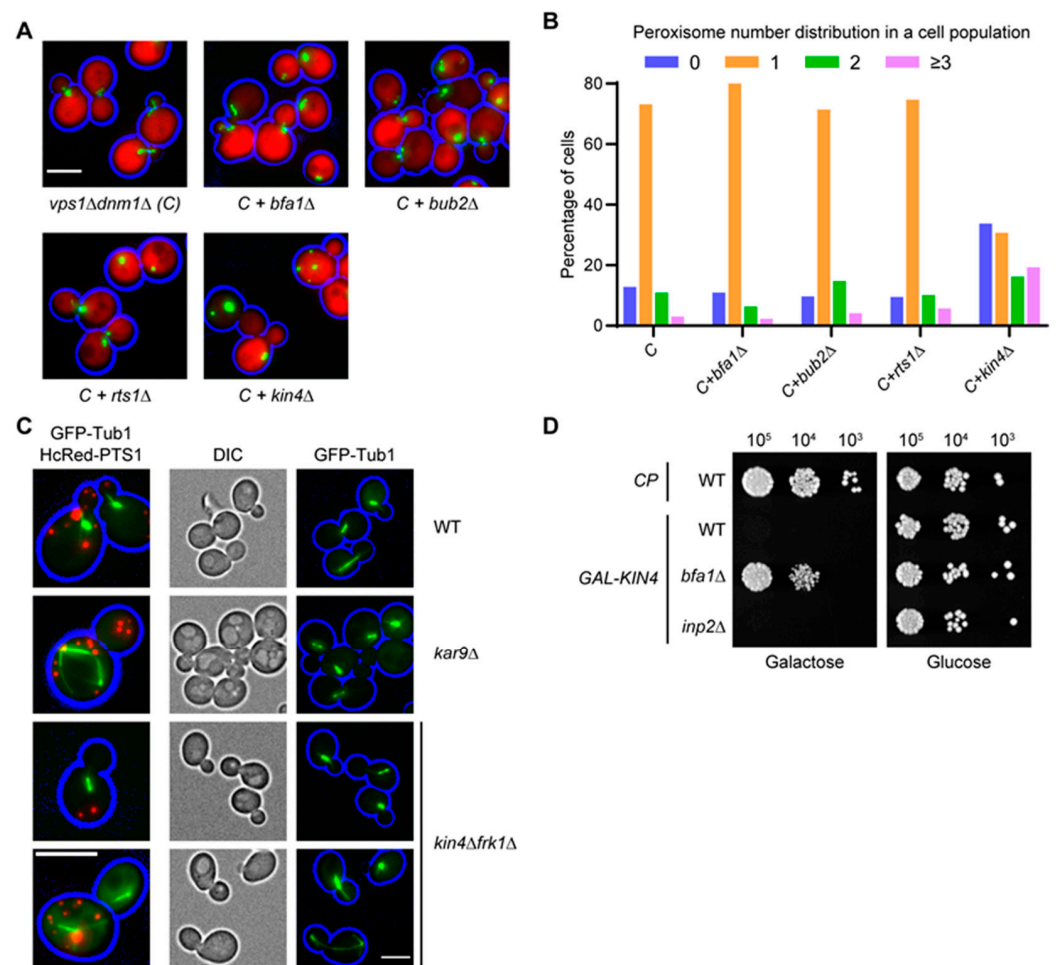 A
vps1Δdnm1Δ (C)
C + bfa1Δ
C + bub2Δ
C + rts1Δ
C + kin4Δ
B
Peroxisome number distribution in a cell population
0 1 2 ≥3
Percentage of cells
80
60
40
20
0
C
C+bfa1Δ
C+bub2Δ
C+rts1Δ
C+kin4Δ
C
GFP-Tub1
HcRed-PTS1
DIC
GFP-Tub1
WT
kar9Δ
kin4Δfrk1Δ
D
10⁵ 10⁴ 10³ 10⁵ 10⁴ 10³
CP WT
WT
GAL-KIN4 bfa1Δ
inp2Δ
Galactose Glucose